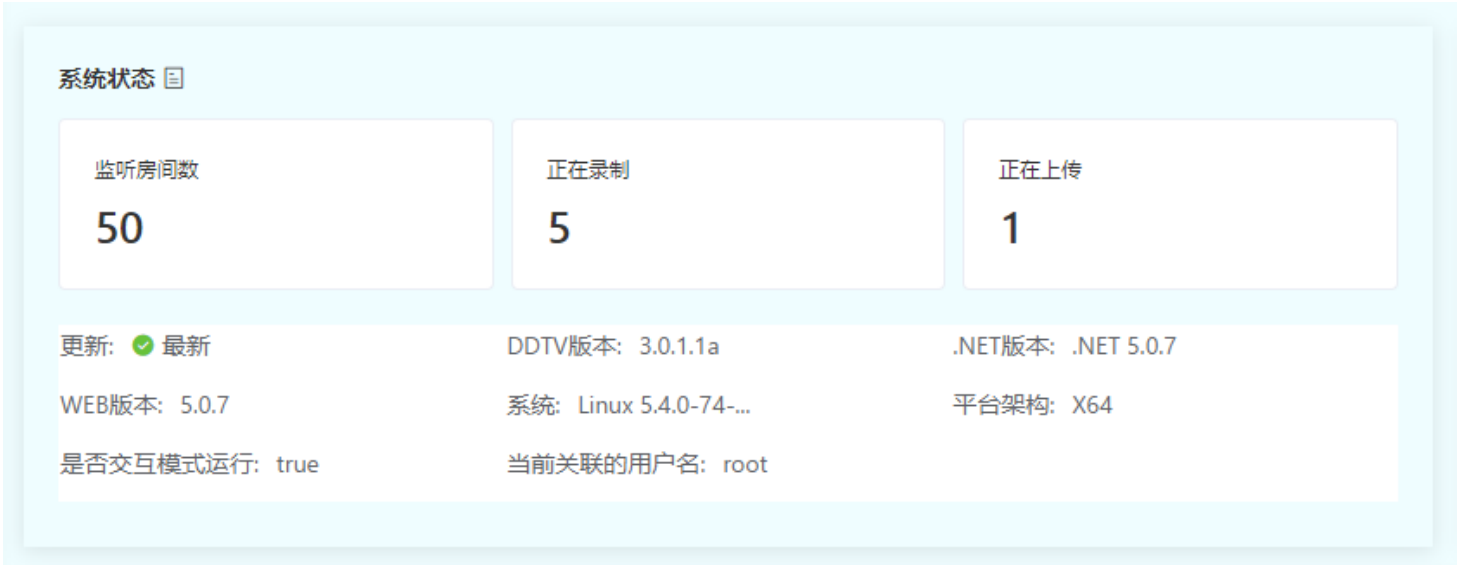 系统状态
监听房间数 正在录制 正在上传
50 5 1
更新: 最新 DDTV版本: 3.0.1.1a .NET版本: .NET 5.0.7
WEB版本: 5.0.7 系统: Linux 5.4.0-74-... 平台架构: X64
是否交互模式运行: true 当前关联的用户名: root